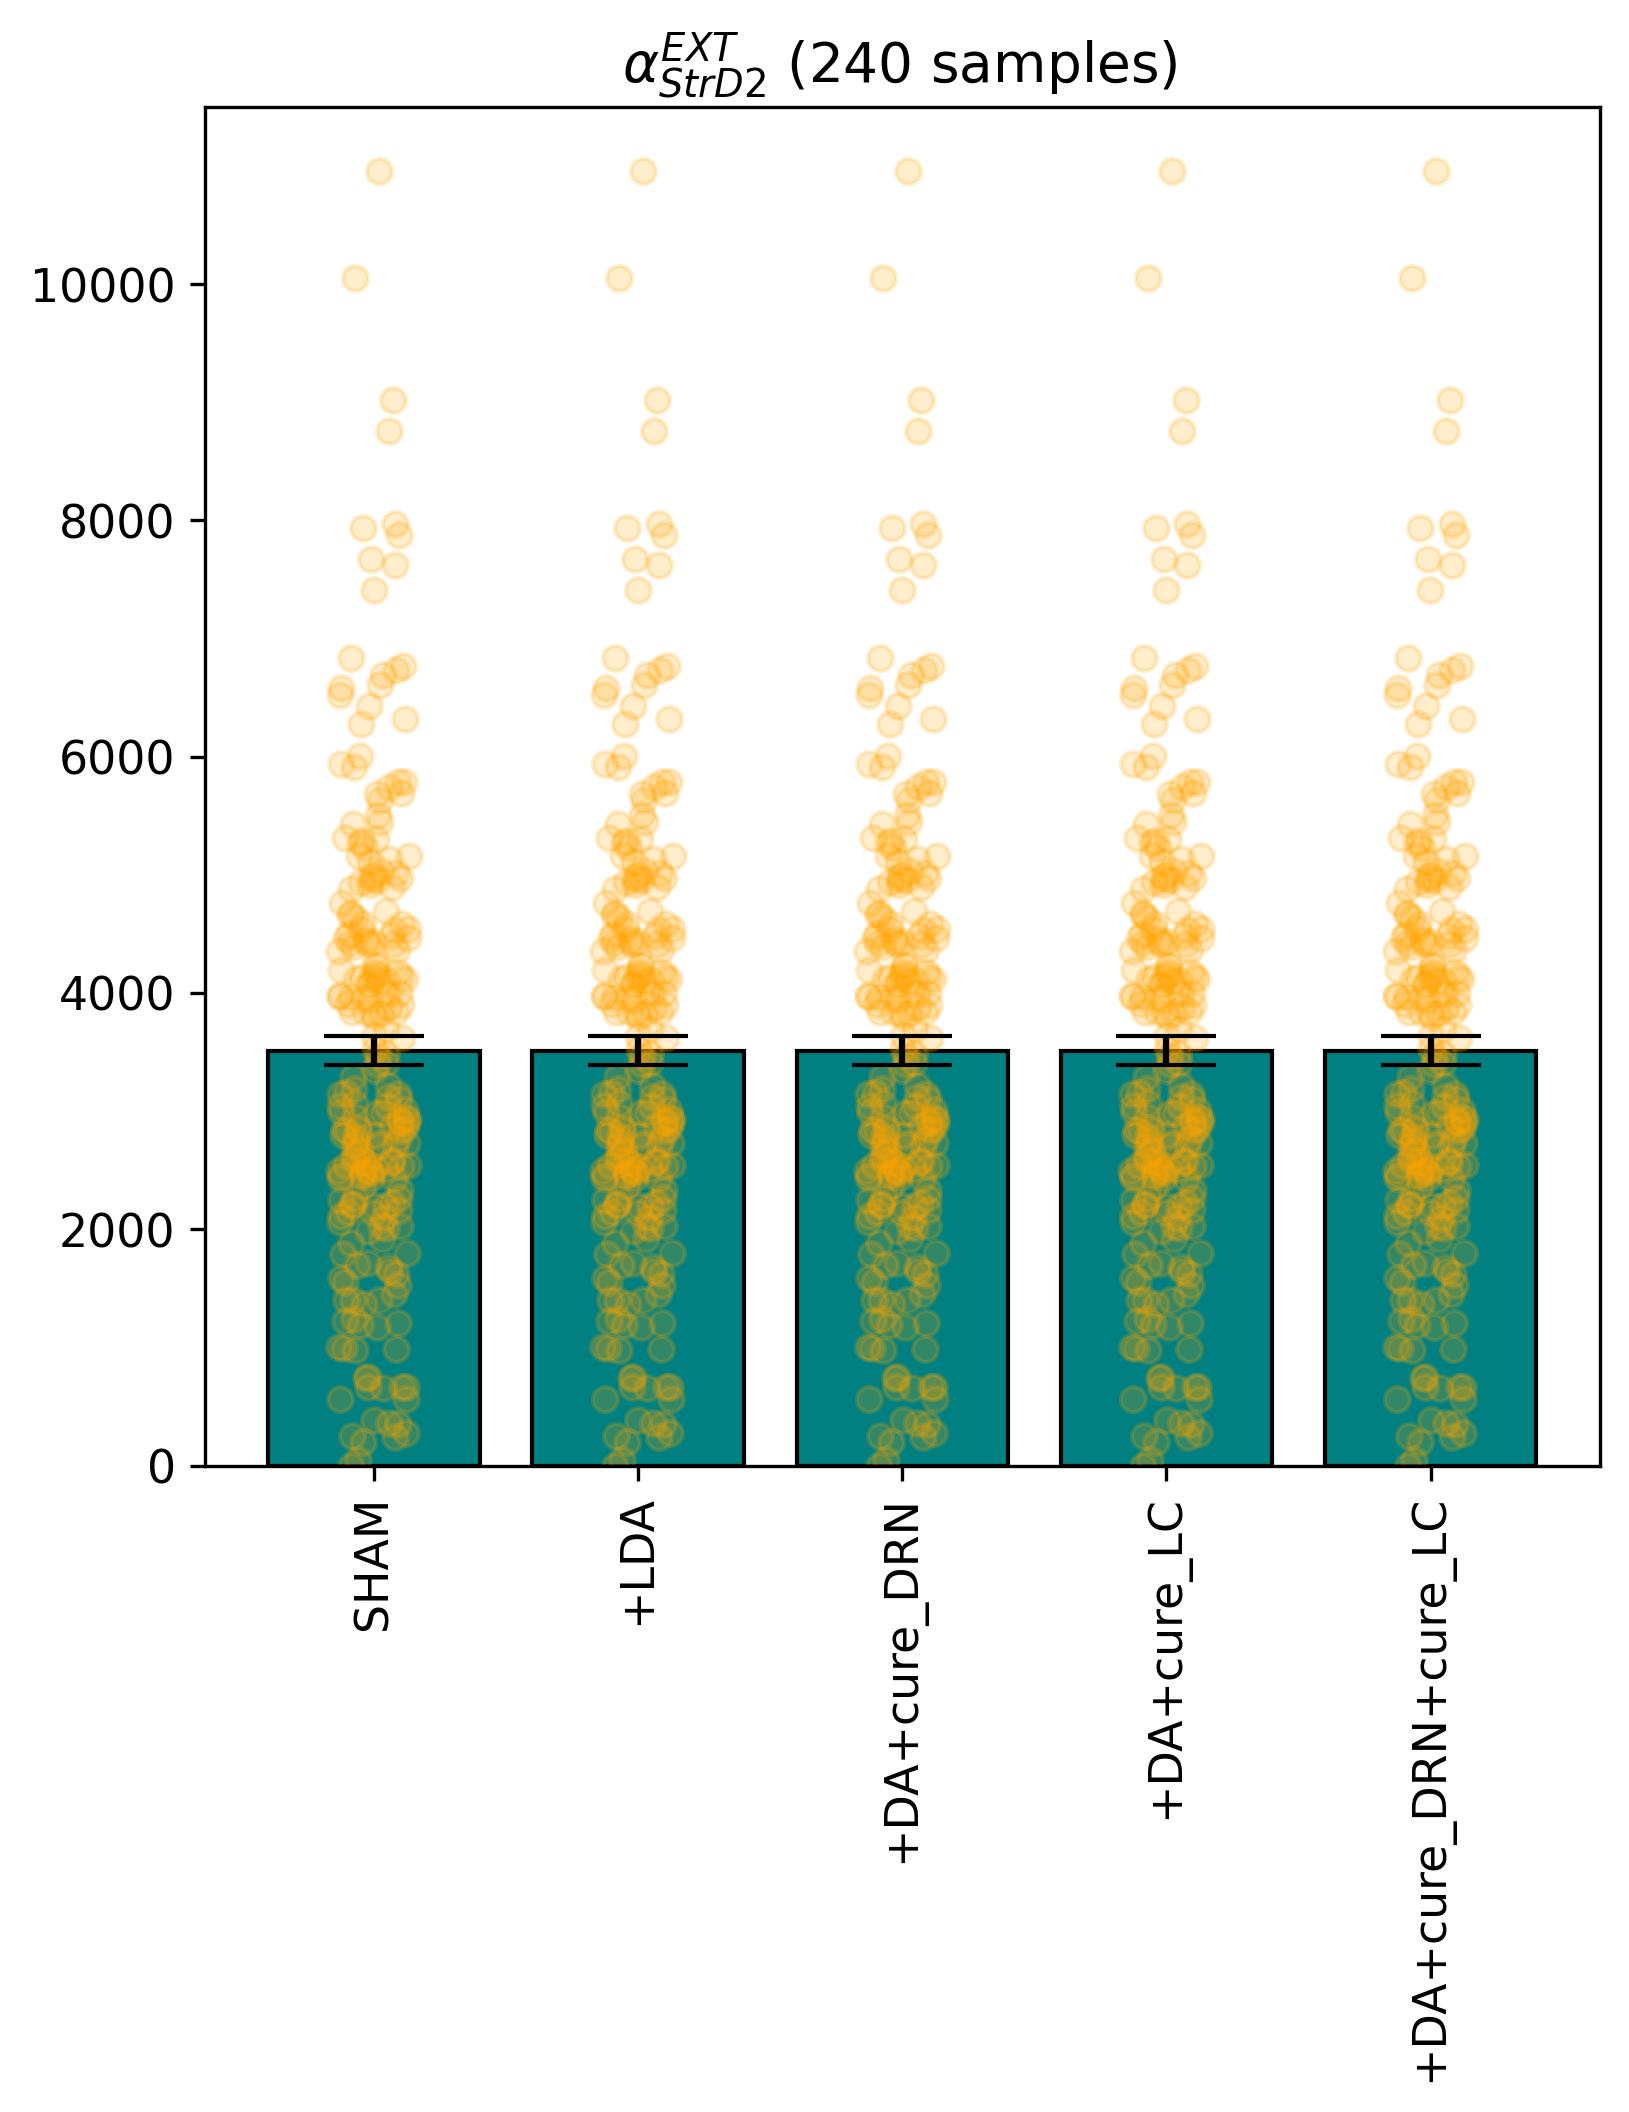 α_{StrD2}^{EXT} (240 samples)
10000
8000
6000
4000
2000
0
SHAM
+LDA
+DA+cure_DRN
+DA+cure_LC
+DA+cure_DRN+cure_LC